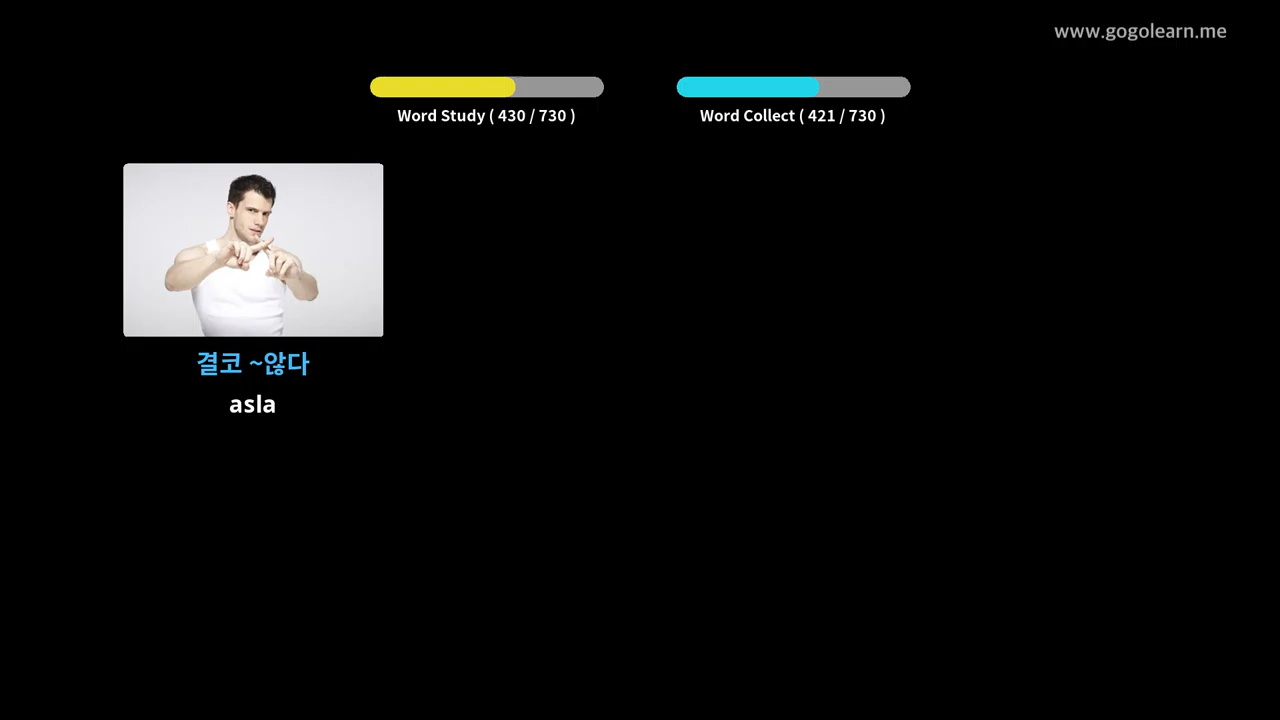 www.gogolearn.me
Word Study ( 430 / 730 )
Word Collect ( 421 / 730 )
결코 ~않다
asla